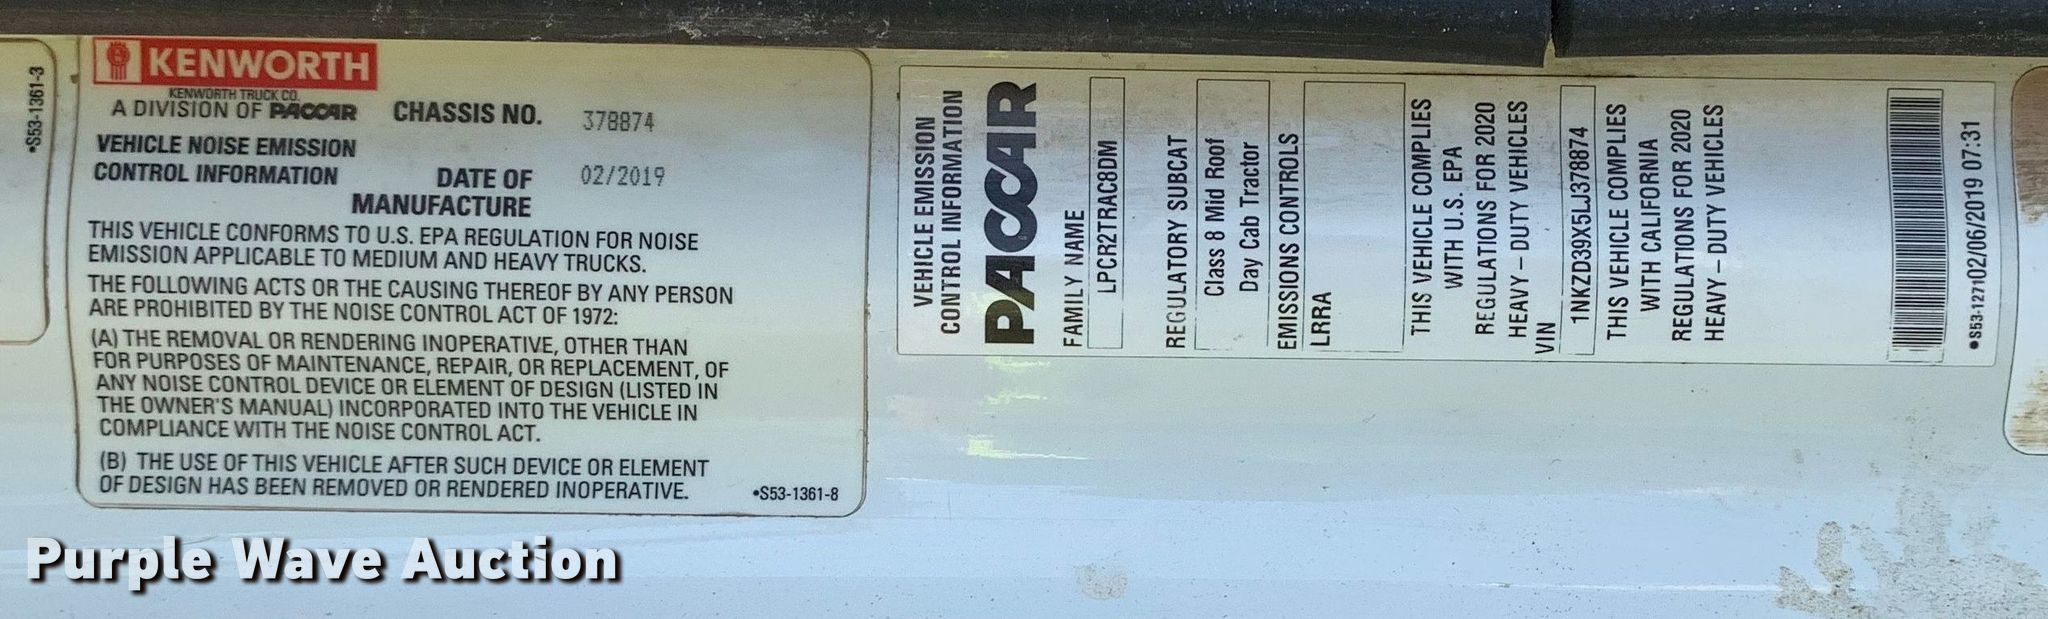 •S53-1361-3
KENWORTH
KENWORTH TRUCK CO.
A DIVISION OF PACCAR
CHASSIS NO. 378874
VEHICLE NOISE EMISSION
CONTROL INFORMATION
DATE OF
MANUFACTURE
02/2019
THIS VEHICLE CONFORMS TO U.S. EPA REGULATION FOR NOISE
EMISSION APPLICABLE TO MEDIUM AND HEAVY TRUCKS.
THE FOLLOWING ACTS OR THE CAUSING THEREOF BY ANY PERSON
ARE PROHIBITED BY THE NOISE CONTROL ACT OF 1972:
(A) THE REMOVAL OR RENDERING INOPERATIVE, OTHER THAN
FOR PURPOSES OF MAINTENANCE, REPAIR, OR REPLACEMENT, OF
ANY NOISE CONTROL DEVICE OR ELEMENT OF DESIGN (LISTED IN
THE OWNER'S MANUAL) INCORPORATED INTO THE VEHICLE IN
COMPLIANCE WITH THE NOISE CONTROL ACT.
(B) THE USE OF THIS VEHICLE AFTER SUCH DEVICE OR ELEMENT
OF DESIGN HAS BEEN REMOVED OR RENDERED INOPERATIVE.
•S53-1361-8
VEHICLE EMISSION
CONTROL INFORMATION
PACCAR
FAMILY NAME
LPCR2TRAC8DM
REGULATORY SUBCAT
Class 8 Mid Roof
Day Cab Tractor
EMISSIONS CONTROLS
LRRA
THIS VEHICLE COMPLIES
WITH U.S. EPA
REGULATIONS FOR 2020
HEAVY-DUTY VEHICLES
VIN
1NKZD39X5LJ378874
THIS VEHICLE COMPLIES
WITH CALIFORNIA
REGULATIONS FOR 2020
HEAVY-DUTY VEHICLES
•S53-127102/06/2019 07:31
Purple Wave Auction